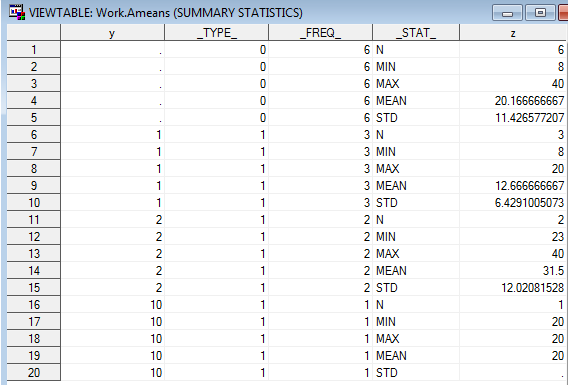 VIEWTABLE: Work.Ameans (SUMMARY STATISTICS)
y _TYPE_ _FREQ_ _STAT_ z
1 . 0 6 N 6
2 . 0 6 MIN 8
3 . 0 6 MAX 40
4 . 0 6 MEAN 20.166666667
5 . 0 6 STD 11.426577207
6 1 1 3 N 3
7 1 1 3 MIN 8
8 1 1 3 MAX 20
9 1 1 3 MEAN 12.666666667
10 1 1 3 STD 6.4291005073
11 2 1 2 N 2
12 2 1 2 MIN 23
13 2 1 2 MAX 40
14 2 1 2 MEAN 31.5
15 2 1 2 STD 12.02081528
16 10 1 1 N 1
17 10 1 1 MIN 20
18 10 1 1 MAX 20
19 10 1 1 MEAN 20
20 10 1 1 STD .